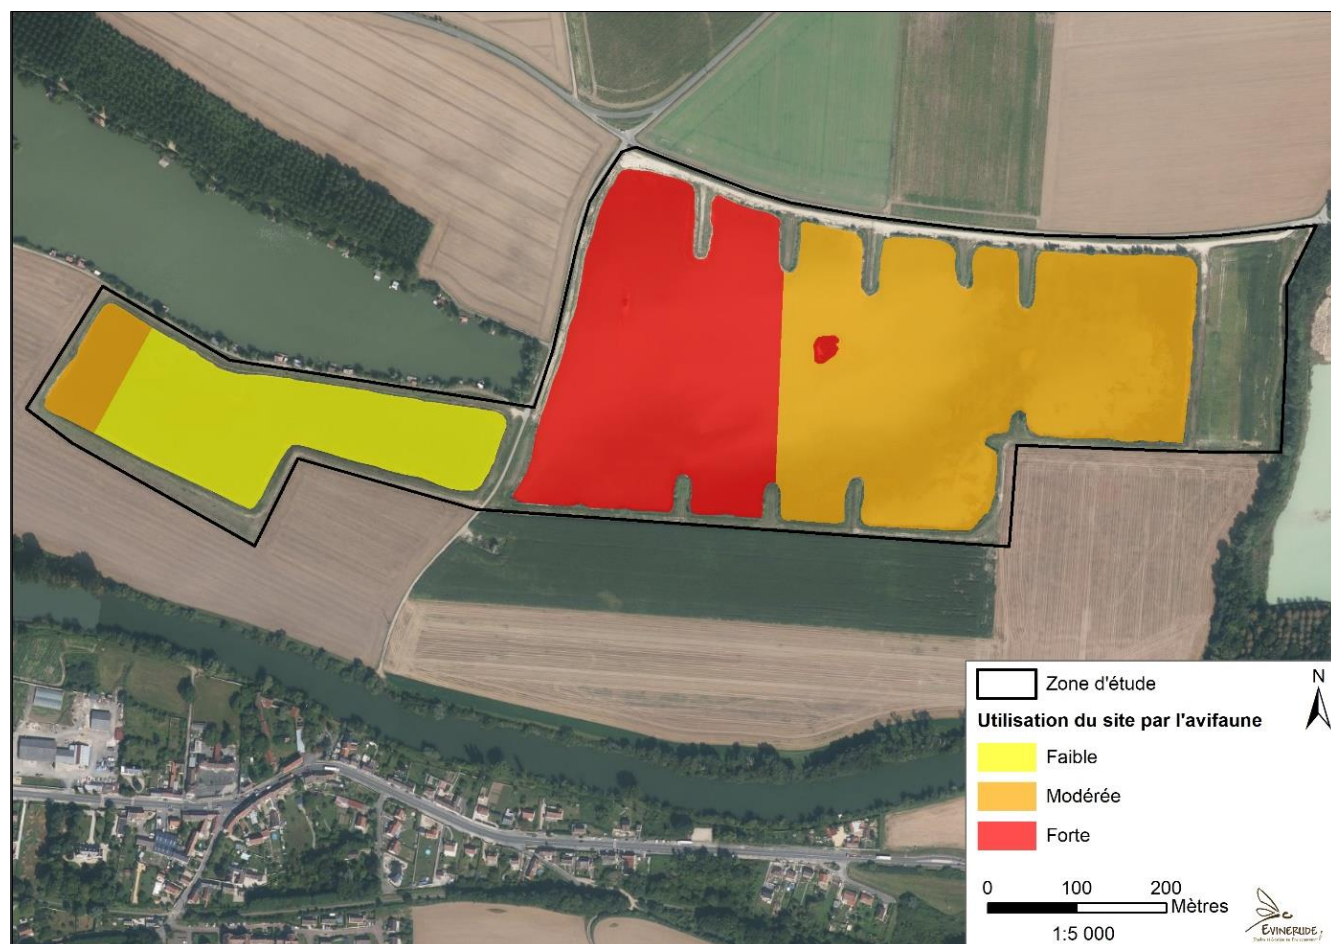 Zone d'étude
N
Utilisation du site par l'avifaune
Faible
Modérée
Forte
0 100 200
Mètres
1:5 000
EVINERUDE